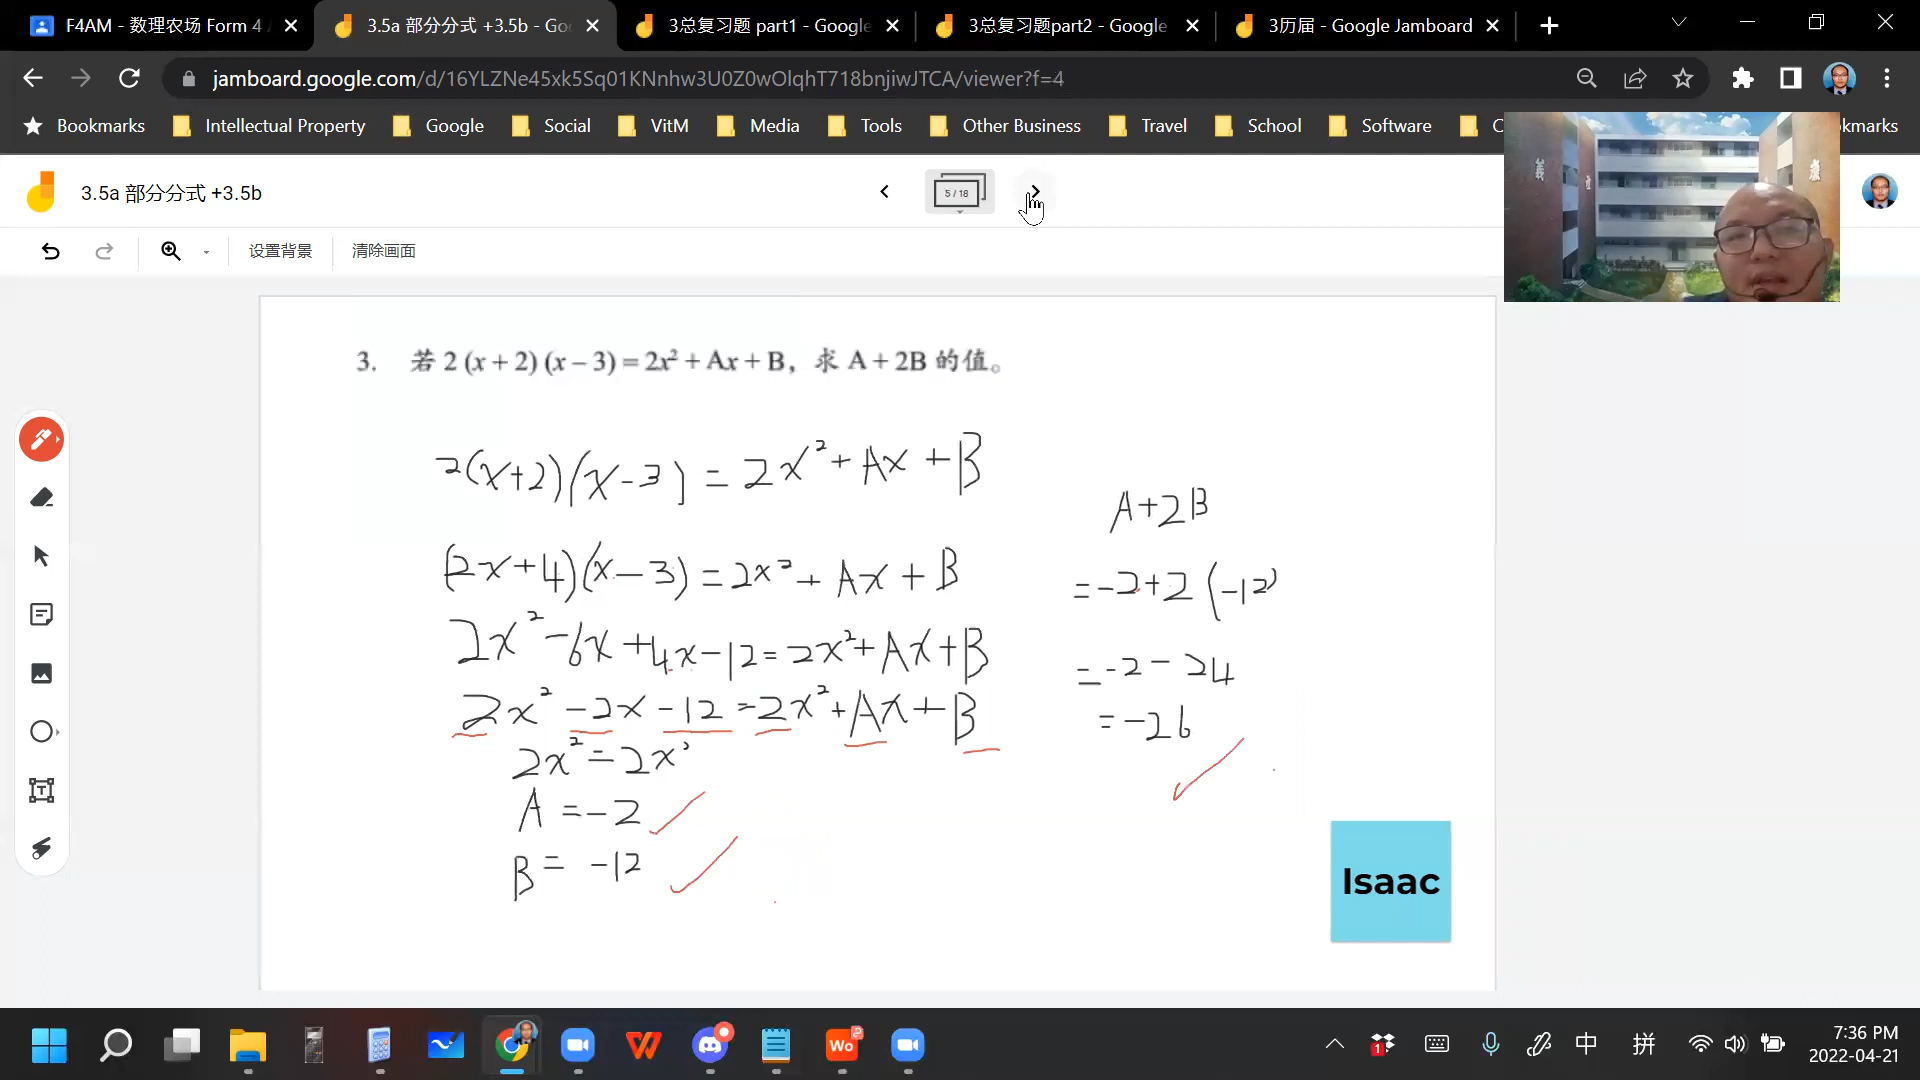 F4AM - 数理农场 Form 4
3.5a 部分分式 +3.5b - Go
3总复习题 part1 - Google
3总复习题part2 - Google
3历届 - Google Jamboard
jamboard.google.com/d/16YLZNe45xk5Sq01KNnhw3U0Z0wOlqhT718bnjiwJTCA/viewer?f=4
Bookmarks
Intellectual Property
Google
Social
VitM
Media
Tools
Other Business
Travel
School
Software
kmarks
3.5a 部分分式 +3.5b
5 / 18
设置背景
清除画面
3. 若 2 (x + 2) (x – 3) = 2x² + Ax + B，求 A + 2B 的值。
2(x+2)(x-3) = 2x²+Ax+B
(2x+4)(x-3)=2x²+Ax+B
2x²-6x+4x-12=2x²+Ax+B
2x²-2x-12=2x²+Ax+B
2x²=2x²
A=-2
B=-12
A+2B
=-2+2(-12)
=-2-24
=-26
Isaac
Wo
中
拼
7:36 PM
2022-04-21